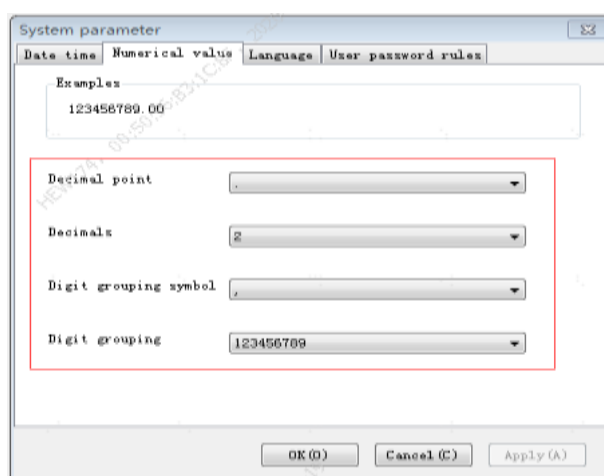 System parameter
Date time Numerical value Language User password rules
Examples
123456789.00
Decimal point .
Decimals 2
Digit grouping symbol ,
Digit grouping 123456789
OK(O) Cancel(C) Apply(A)